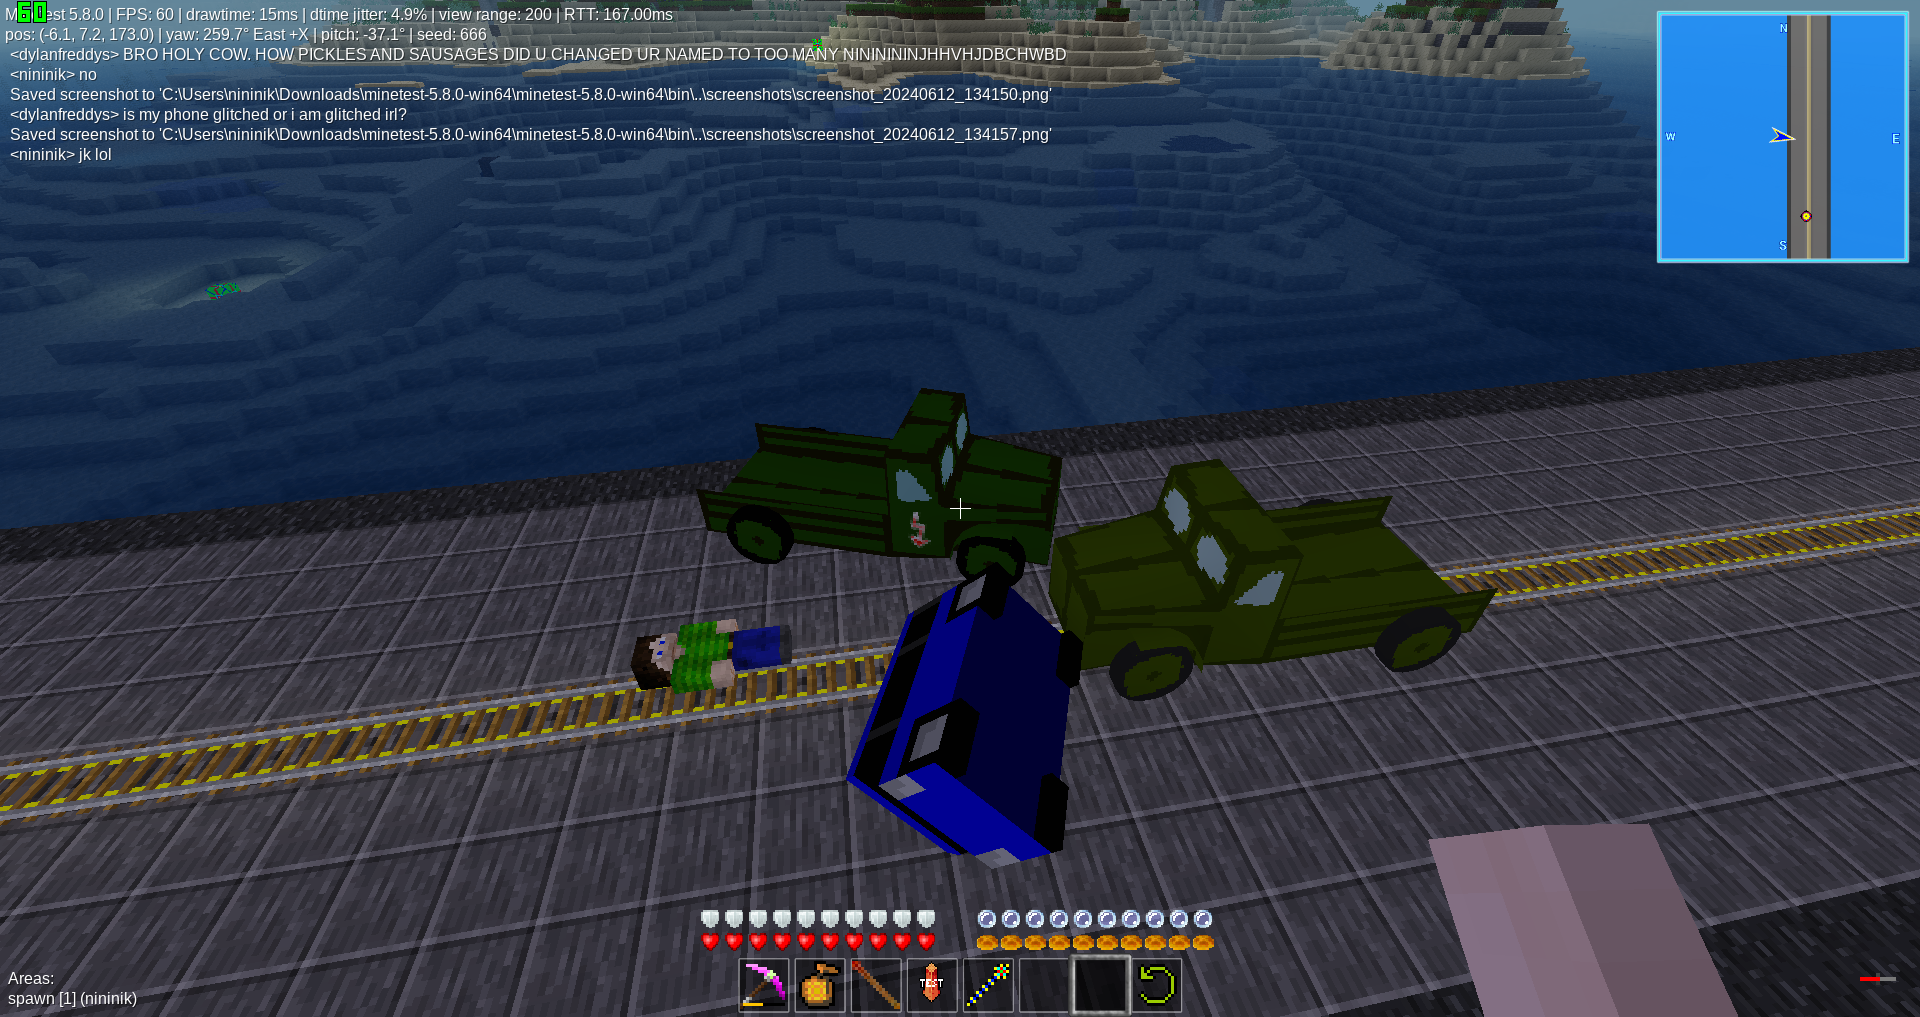 M est 5.8.0 | FPS: 60 | drawtime: 15ms | dtime jitter: 4.9% | view range: 200 | RTT: 167.00ms
60
pos: (-6.1, 7.2, 173.0) | yaw: 259.7° East +X | pitch: -37.1° | seed: 666
<dylanfreddys> BRO HOLY COW. HOW PICKLES AND SAUSAGES DID U CHANGED UR NAMED TO TOO MANY NINININJHHVHJDBCHWBD
<nininik> no
Saved screenshot to 'C:\Users\nininik\Downloads\minetest-5.8.0-win64\minetest-5.8.0-win64\bin\..\screenshots\screenshot_20240612_134150.png'
<dylanfreddys> is my phone glitched or i am glitched irl?
Saved screenshot to 'C:\Users\nininik\Downloads\minetest-5.8.0-win64\minetest-5.8.0-win64\bin\..\screenshots\screenshot_20240612_134157.png'
<nininik> jk lol
N
W
E
S
TEST
Areas:
spawn [1] (nininik)